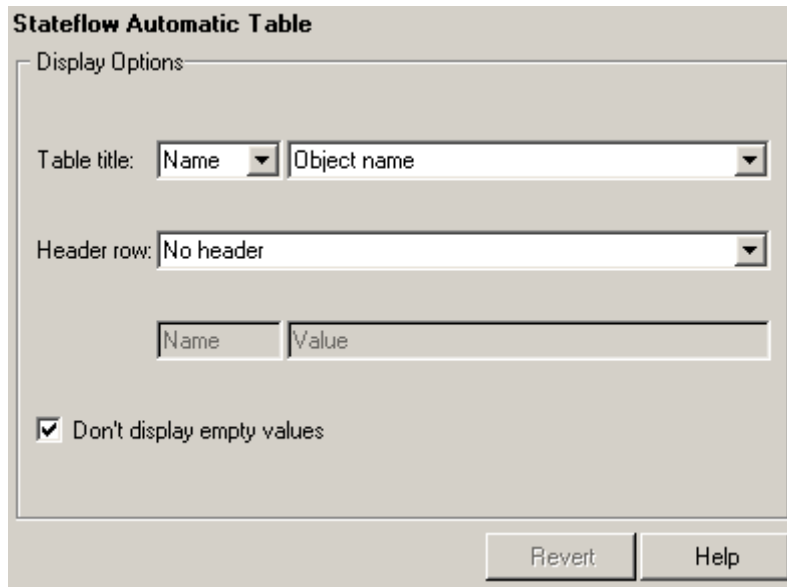 Stateflow Automatic Table
Display Options
Table title: Name Object name
Header row: No header
Name Value
Don't display empty values
Revert Help